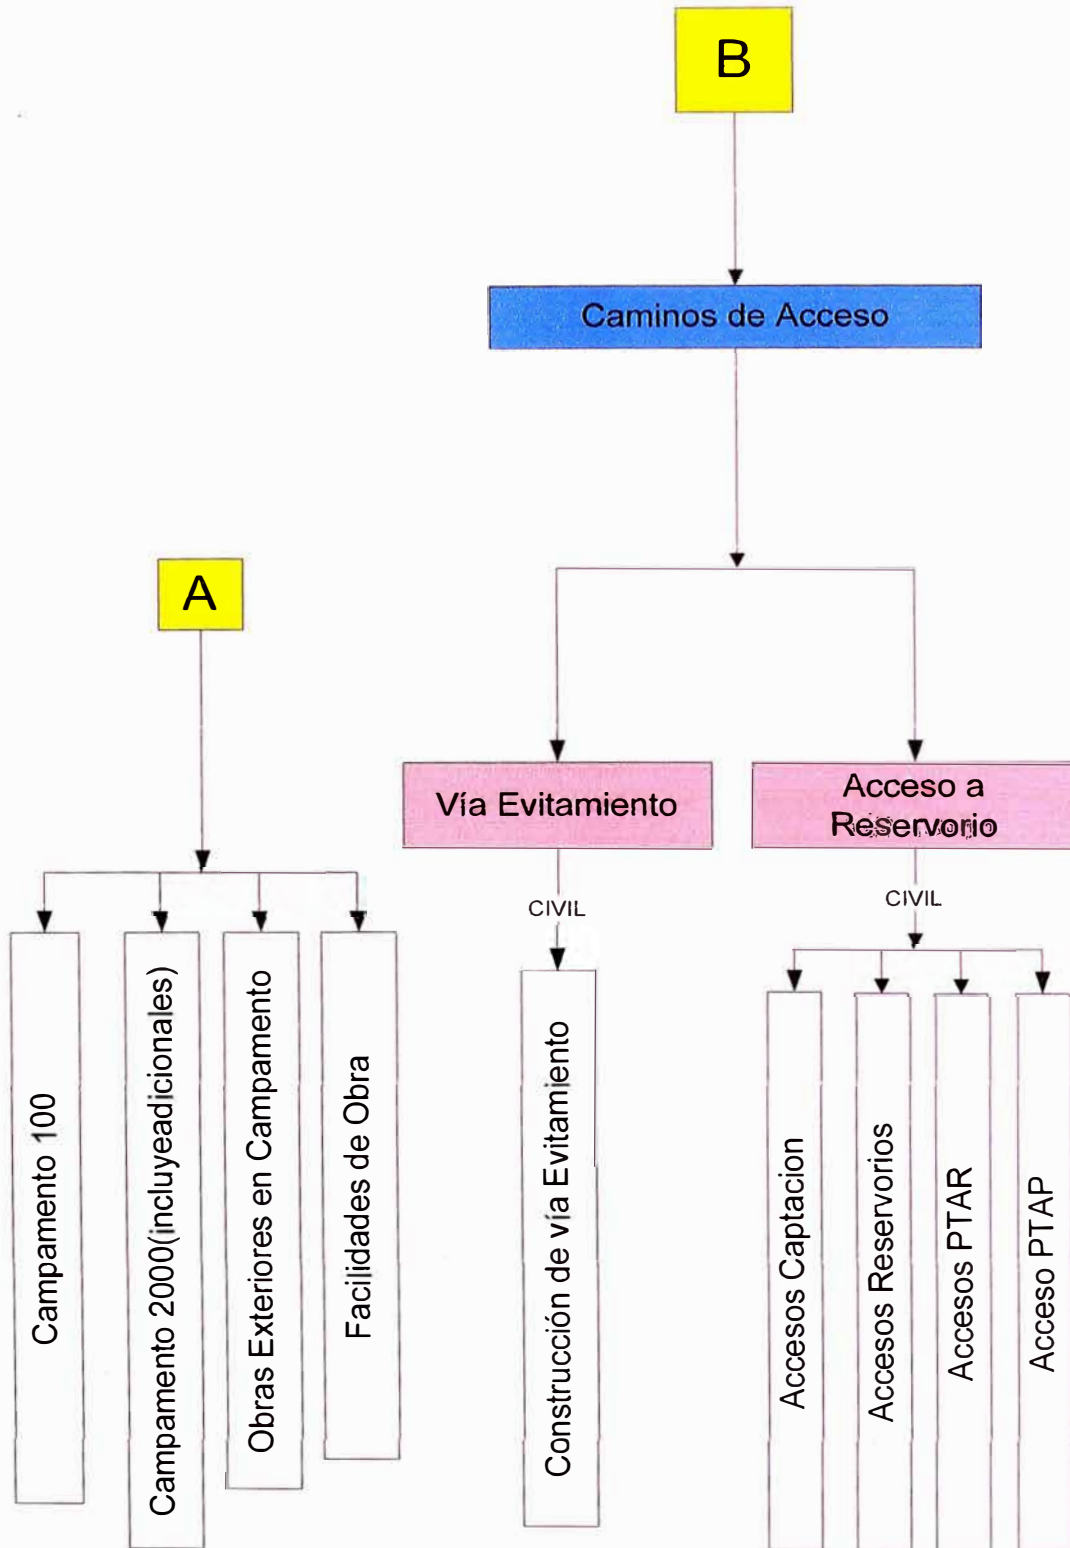 B
Caminos de Acceso
A
Vía Evitamiento
Acceso a
Reservorio
CIVIL
CIVIL
Campamento 100
Campamento 2000(incluyeadicionales)
Obras Exteriores en Campamento
Facilidades de Obra
Construcción de vía Evitamiento
Accesos Captacion
Accesos Reservorios
Accesos PTAR
Acceso PTAP